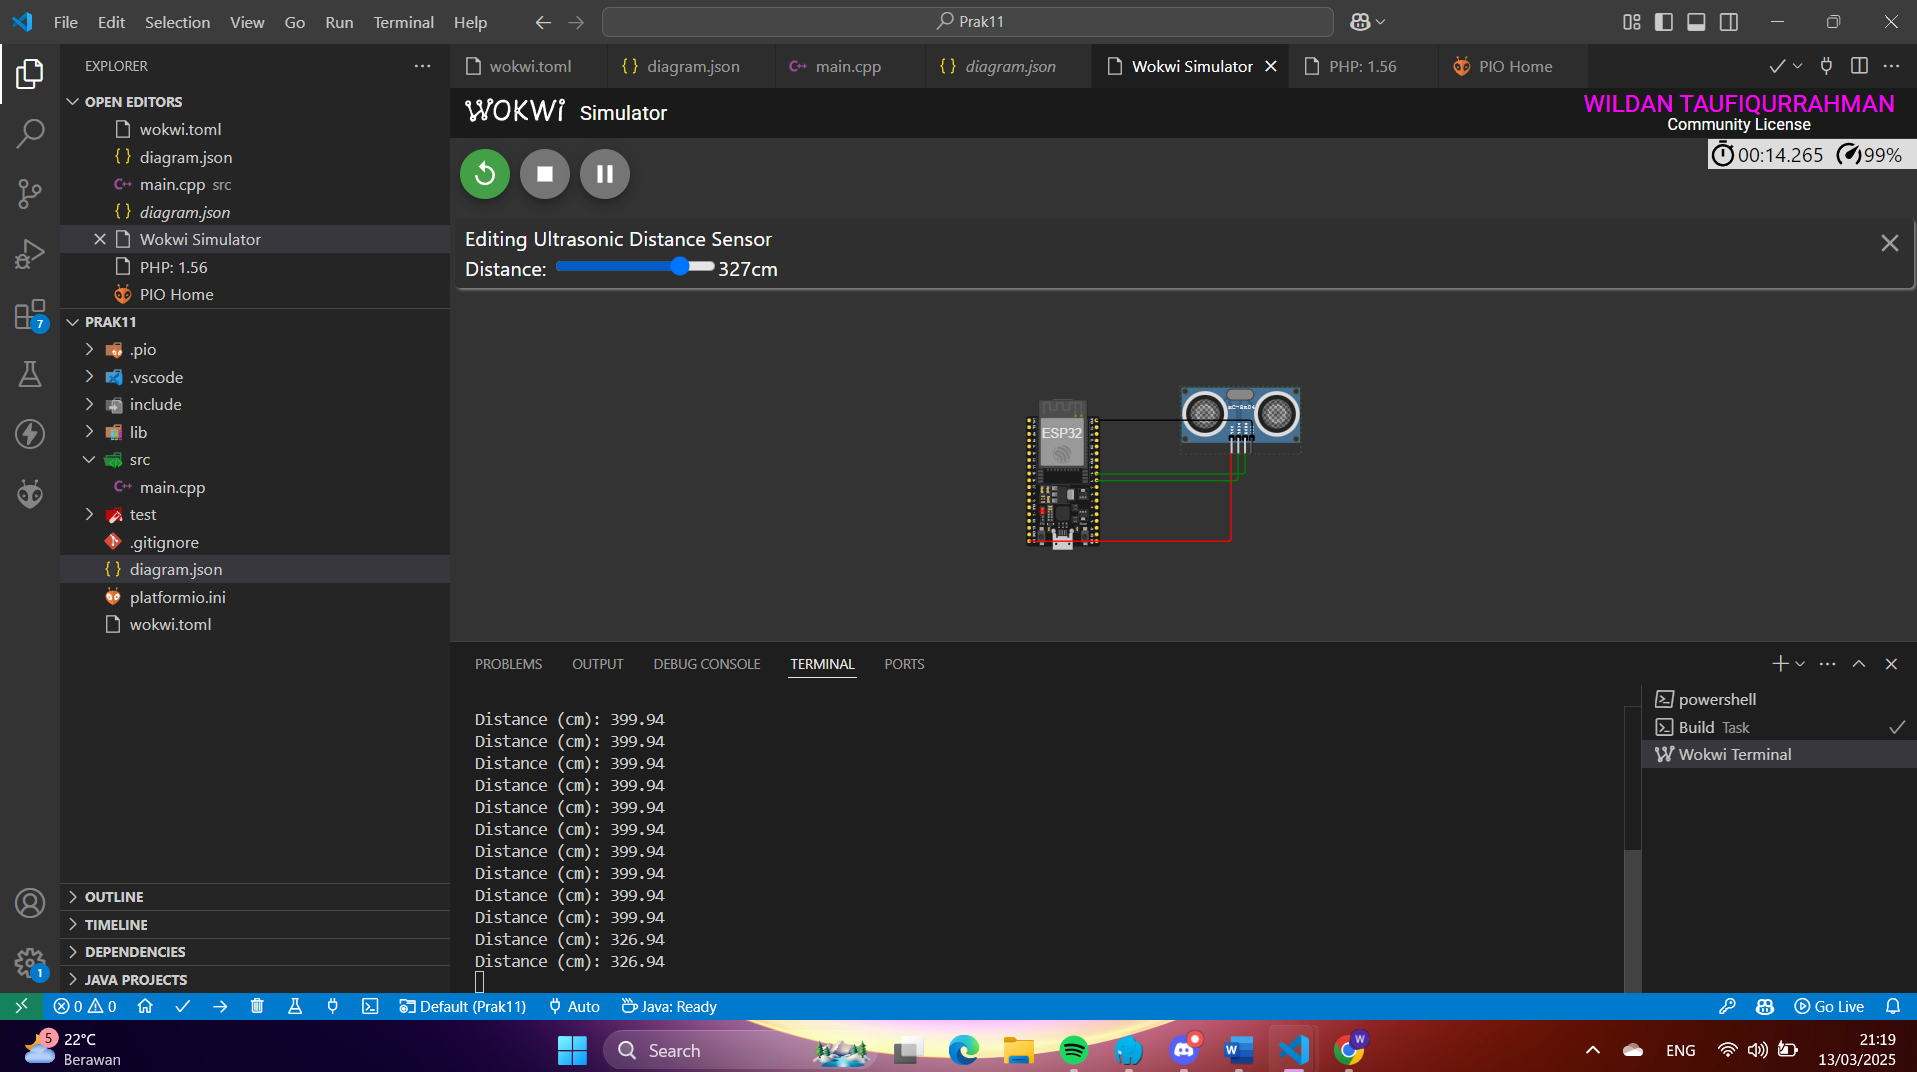 File Edit Selection View Go Run Terminal Help
Prak11
EXPLORER
OPEN EDITORS
wokwi.toml
diagram.json
main.cpp src
diagram.json
Wokwi Simulator
PHP: 1.56
PIO Home
PRAK11
.pio
.vscode
include
lib
src
main.cpp
test
.gitignore
diagram.json
platformio.ini
wokwi.toml
OUTLINE
TIMELINE
DEPENDENCIES
JAVA PROJECTS
7
1
wokwi.toml diagram.json main.cpp diagram.json Wokwi Simulator PHP: 1.56 PIO Home
WOKWi Simulator
WILDAN TAUFIQURRAHMAN
Community License
00:14.265 99%
Editing Ultrasonic Distance Sensor
Distance: 327cm
ESP32
PROBLEMS OUTPUT DEBUG CONSOLE TERMINAL PORTS
Distance (cm): 399.94
Distance (cm): 399.94
Distance (cm): 399.94
Distance (cm): 399.94
Distance (cm): 399.94
Distance (cm): 399.94
Distance (cm): 399.94
Distance (cm): 399.94
Distance (cm): 399.94
Distance (cm): 399.94
Distance (cm): 326.94
Distance (cm): 326.94
powershell
Build Task
Wokwi Terminal
0 0 Default (Prak11) Auto Java: Ready Go Live
5
22°C
Berawan
Search
W
W
ENG
21:19
13/03/2025